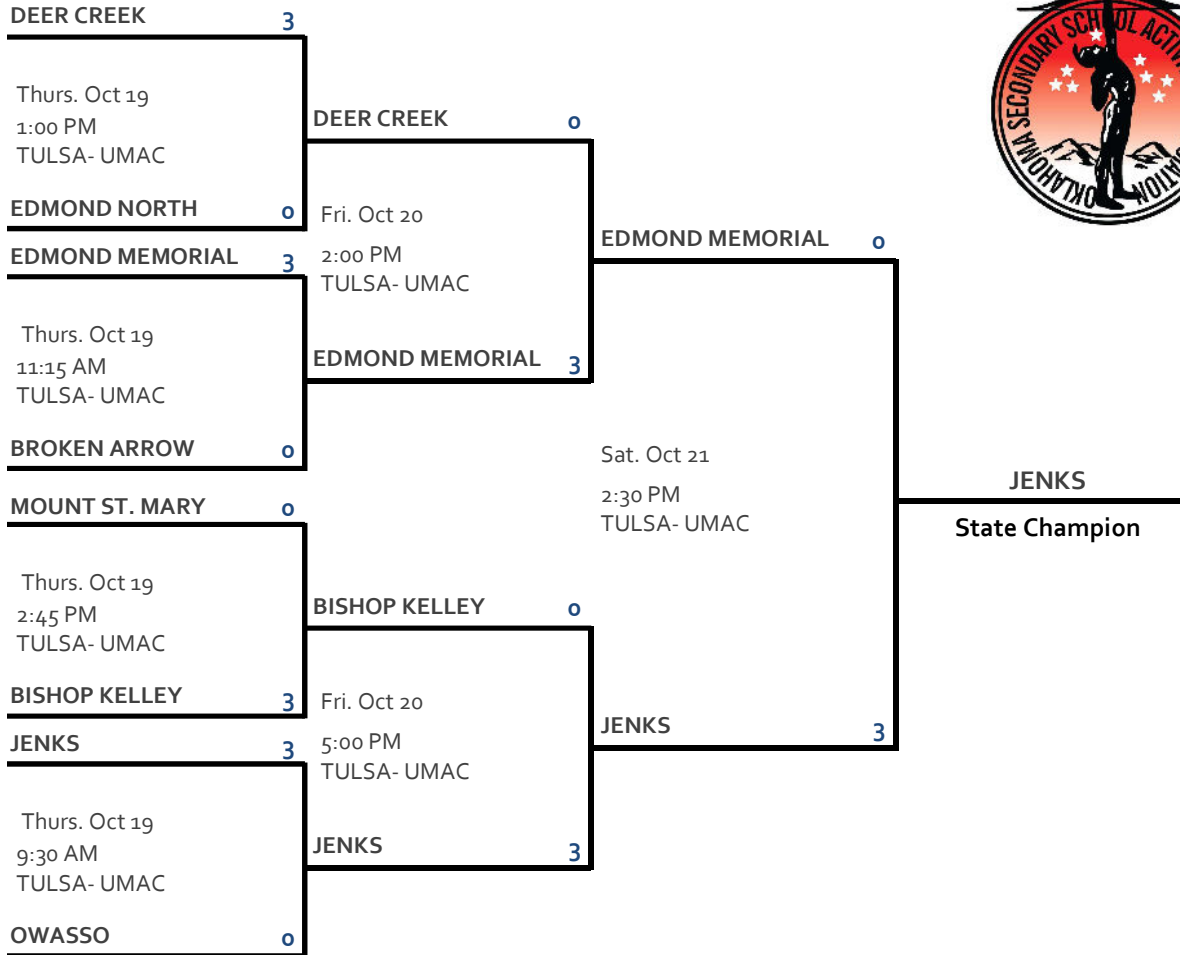 DEER CREEK 3
Thurs. Oct 19
1:00 PM
TULSA- UMAC
EDMOND NORTH 0
EDMOND MEMORIAL 3
Thurs. Oct 19
11:15 AM
TULSA- UMAC
BROKEN ARROW 0
MOUNT ST. MARY 0
Thurs. Oct 19
2:45 PM
TULSA- UMAC
BISHOP KELLEY 3
JENKS 3
Thurs. Oct 19
9:30 AM
TULSA- UMAC
OWASSO 0
DEER CREEK 0
Fri. Oct 20
2:00 PM
TULSA- UMAC
EDMOND MEMORIAL 3
BISHOP KELLEY 0
Fri. Oct 20
5:00 PM
TULSA- UMAC
JENKS 3
EDMOND MEMORIAL 0
Sat. Oct 21
2:30 PM
TULSA- UMAC
JENKS 3
JENKS
State Champion
OKLAHOMA SECONDARY SCHOOL